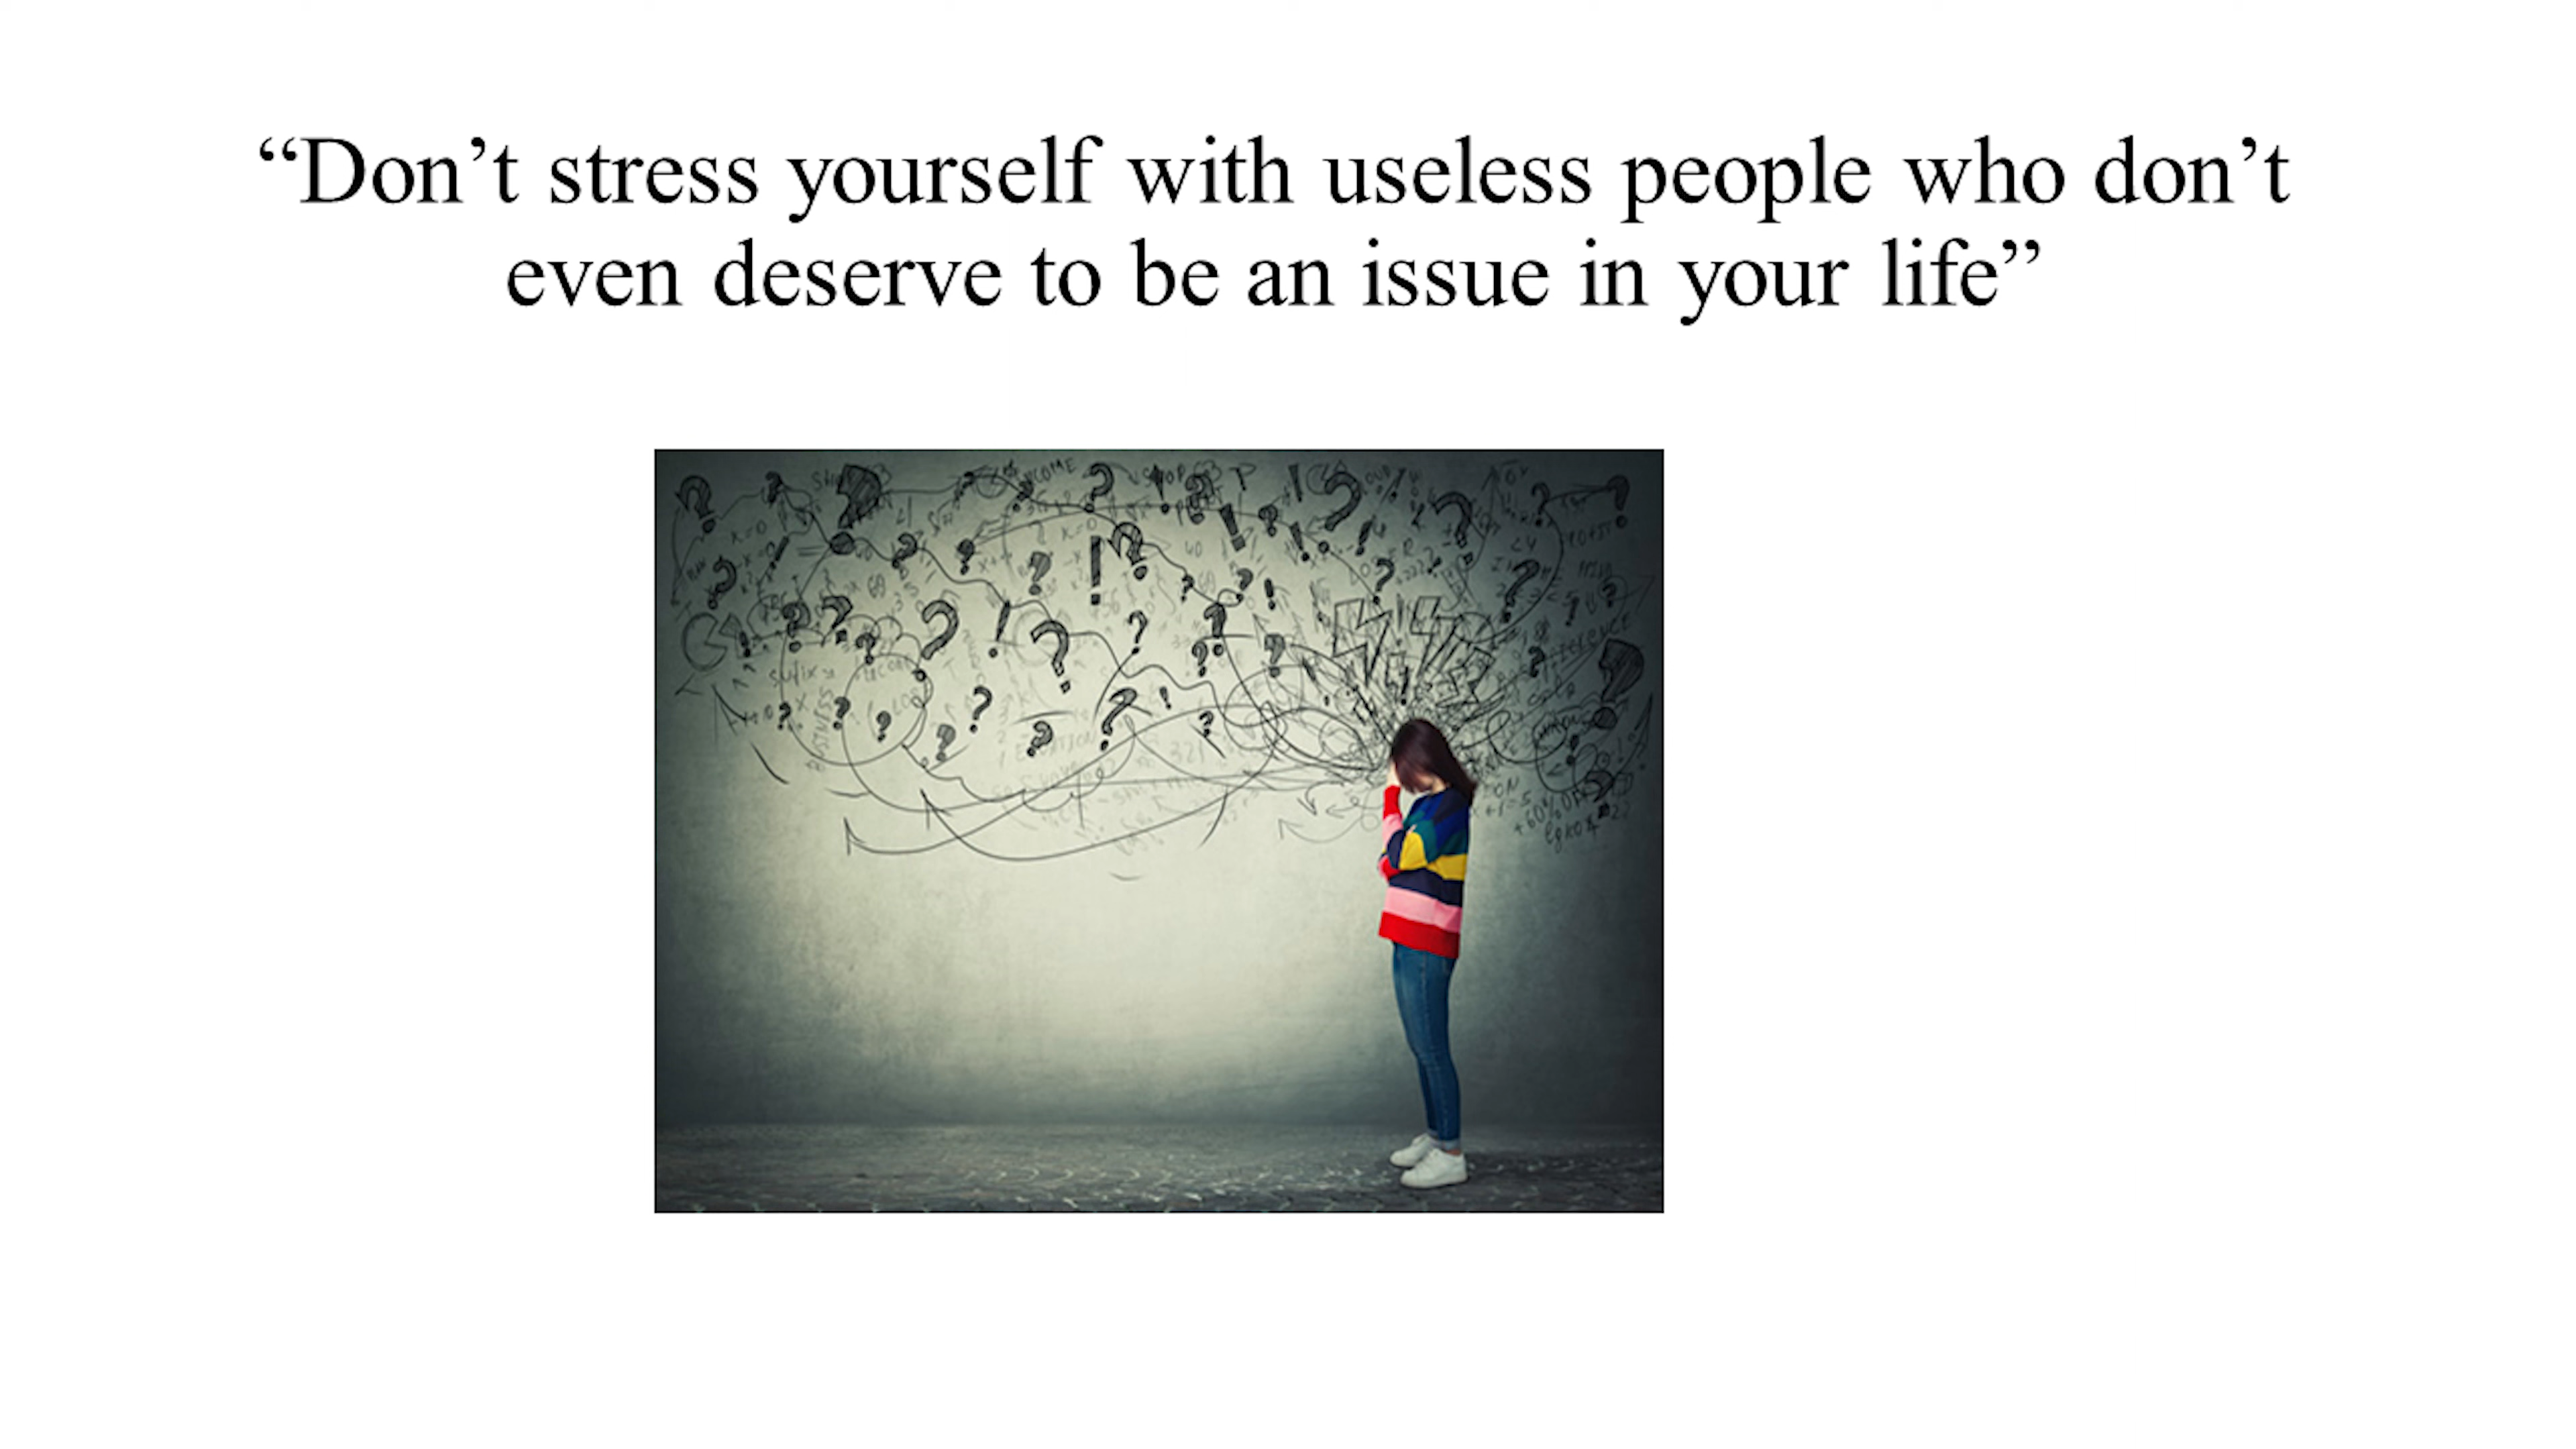 “Don’t stress yourself with useless people who don’t
even deserve to be an issue in your life”